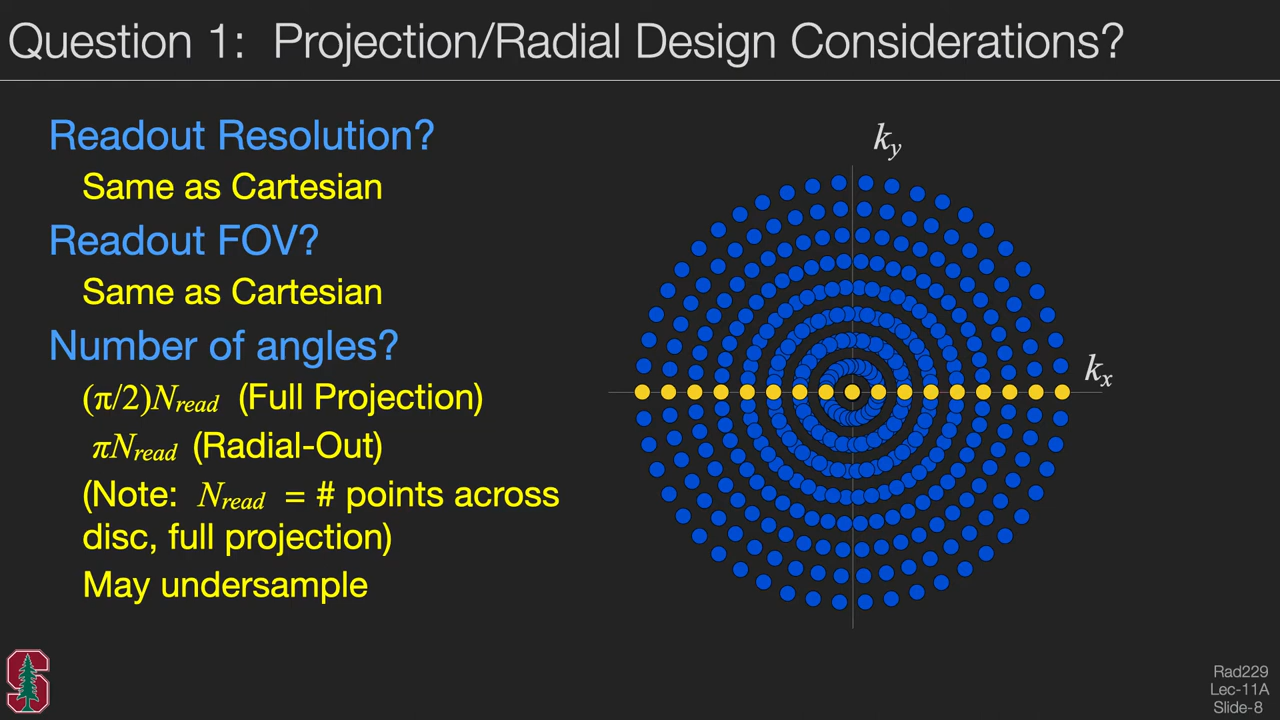 Question 1: Projection/Radial Design Considerations?
Readout Resolution?
Same as Cartesian
Readout FOV?
Same as Cartesian
Number of angles?
(π/2)N_read (Full Projection)
πN_read (Radial-Out)
(Note: N_read = # points across
disc, full projection)
May undersample
k_y
k_x
S
Rad229
Lec-11A
Slide-8